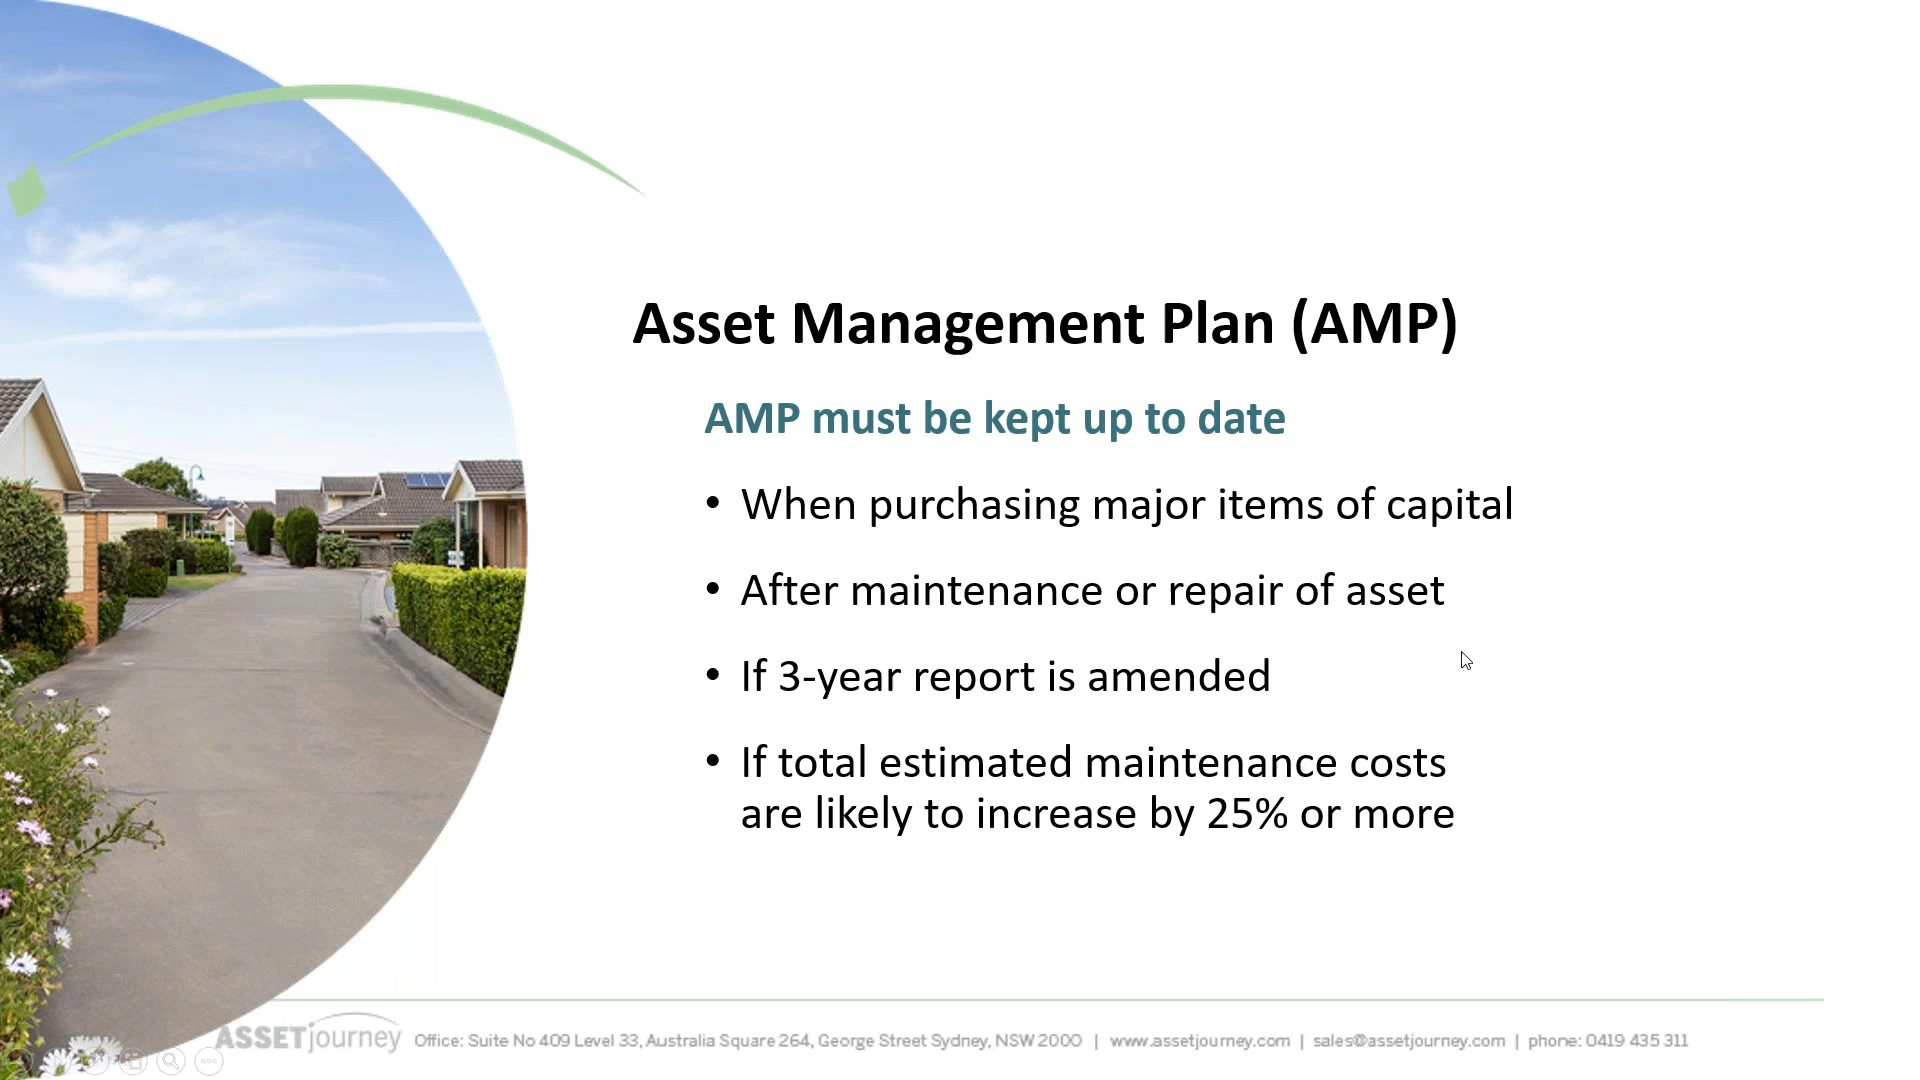 Asset Management Plan (AMP)
AMP must be kept up to date
• When purchasing major items of capital
• After maintenance or repair of asset
• If 3-year report is amended
• If total estimated maintenance costs
are likely to increase by 25% or more
ASSETjourney Office: Suite No 409 Level 33, Australia Square 264, George Street Sydney, NSW 2000 | www.assetjourney.com | sales@assetjourney.com | phone: 0419 435 311